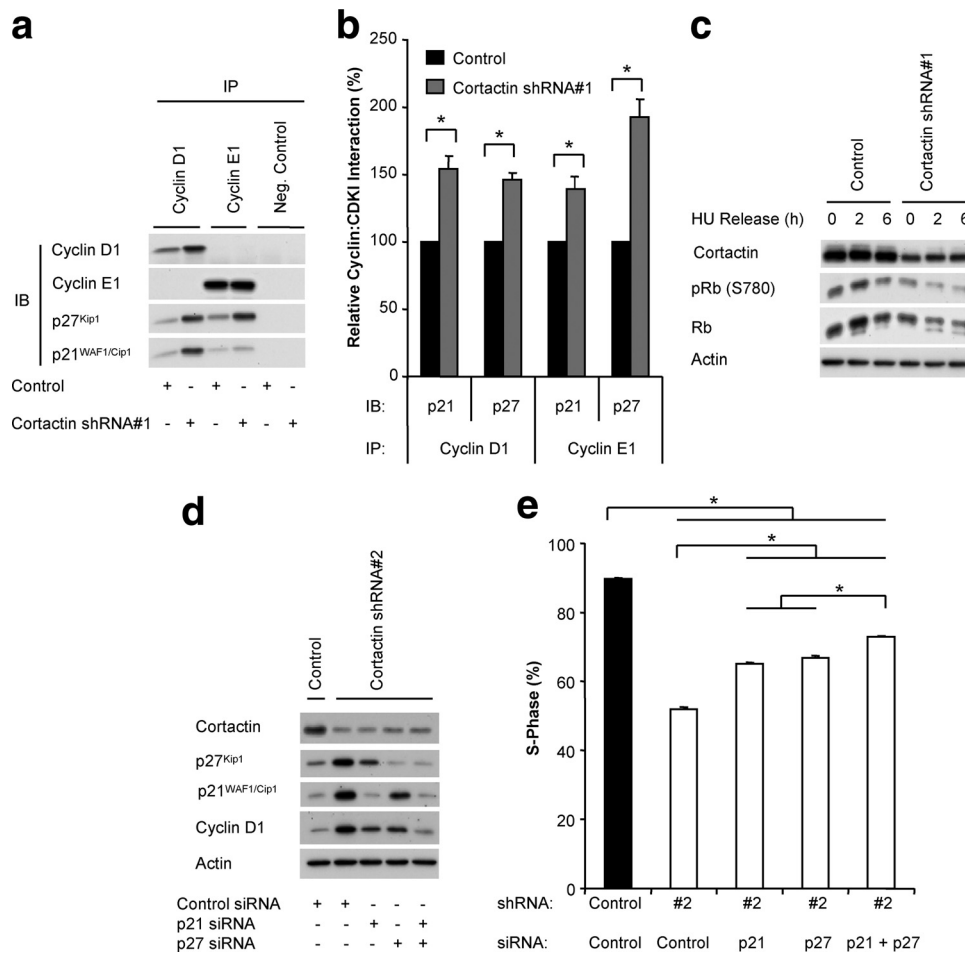 a
IP
Cyclin D1
Cyclin E1
Neg. Control
IB
Cyclin D1
Cyclin E1
p27Kip1
p21WAF1/Cip1
Control + - + - + -
Cortactin shRNA#1 - + - + - +
b
Relative Cyclin:CDKI Interaction (%)
250
200
150
100
50
0
Control
Cortactin shRNA#1
* * * *
IB: p21 p27 p21 p27
IP: Cyclin D1 Cyclin E1
c
Control
Cortactin shRNA#1
HU Release (h) 0 2 6 0 2 6
Cortactin
pRb (S780)
Rb
Actin
d
Control
Cortactin shRNA#2
Cortactin
p27Kip1
p21WAF1/Cip1
Cyclin D1
Actin
Control siRNA + + - - +
p21 siRNA - - + - +
p27 siRNA - - - + +
e
*
*
*
S-Phase (%)
100
80
60
40
20
0
shRNA: Control #2 #2 #2 #2
siRNA: Control Control p21 p27 p21 + p27